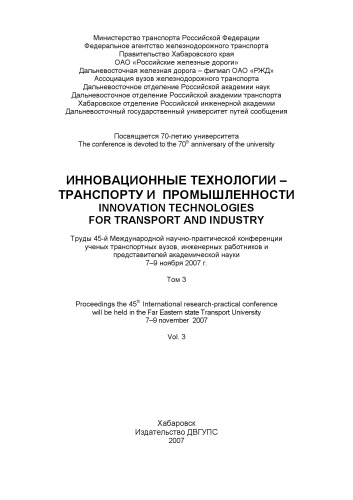 Министерство транспорта Российской Федерации
Федеральное агентство железнодорожного транспорта
Правительство Хабаровского края
ОАО «Российские железные дороги»
Дальневосточная железная дорога – филиал ОАО «РЖД»
Ассоциация вузов железнодорожного транспорта
Дальневосточное отделение Российской академии наук
Дальневосточное отделение Российской академии транспорта
Хабаровское отделение Российской инженерной академии
Дальневосточный государственный университет путей сообщения
Посвящается 70-летию университета
The conference is devoted to the 70th anniversary of the university
ИННОВАЦИОННЫЕ ТЕХНОЛОГИИ –
ТРАНСПОРТУ И ПРОМЫШЛЕННОСТИ
INNOVATION TECHNOLOGIES
FOR TRANSPORT AND INDUSTRY
Труды 45-й Международной научно-практической конференции
ученых транспортных вузов, инженерных работников и
представителей академической науки
7–9 ноября 2007 г.
Том 3
Proceedings the 45th International research-practical conference
will be held in the Far Eastern state Transport University
7–9 november 2007
Vol. 3
Хабаровск
Издательство ДВГУПС
2007